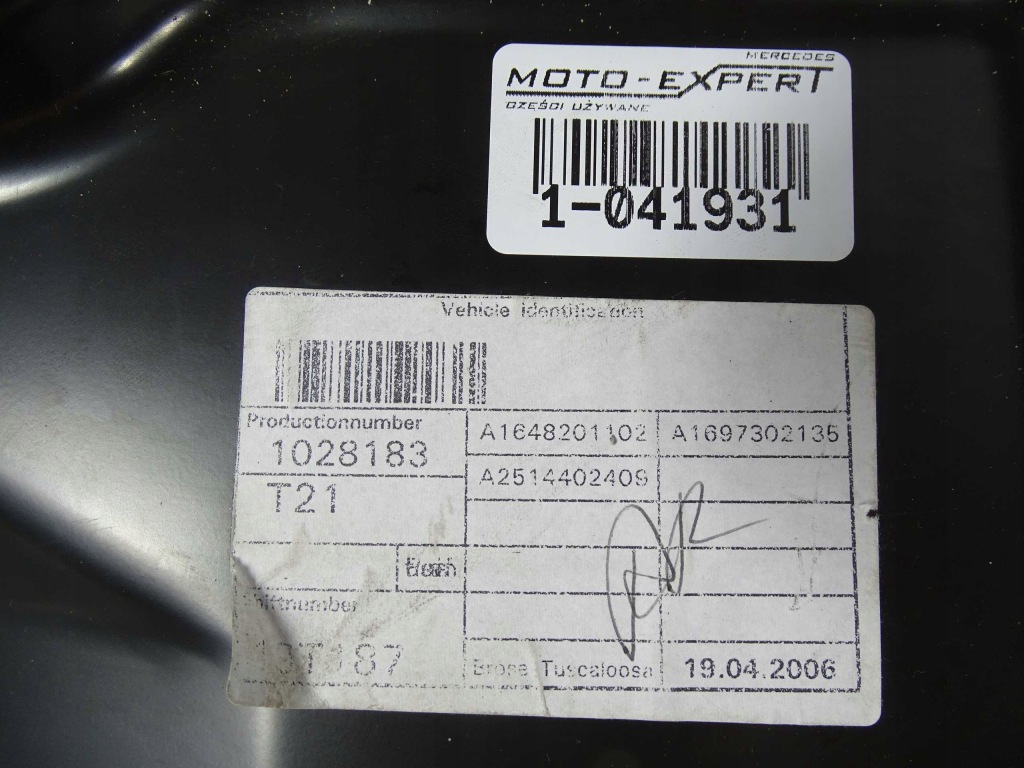 MERCEDES
MOTO-EXPERT
CZĘŚCI UŻYWANE
1-041931
Vehicle Identification
Productionnumber
1028183
A1648201102 A1697302135
T21
A2514402409
Brose Tuscaloosa 19.04.2006